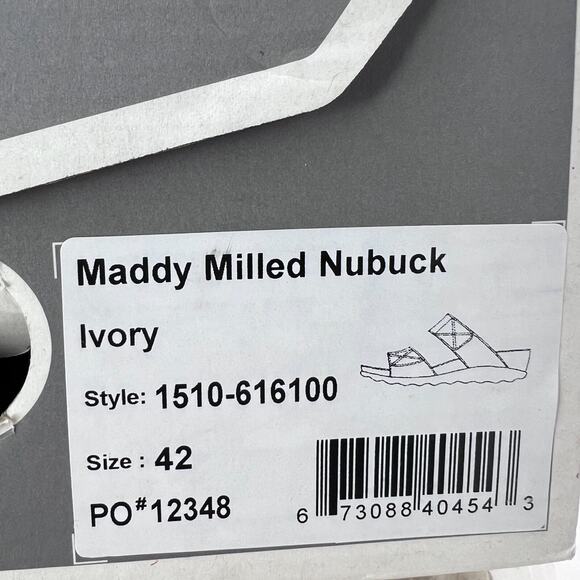 Maddy Milled Nubuck
Ivory
Style: 1510-616100
Size : 42
PO#12348
6 73088 40454 3